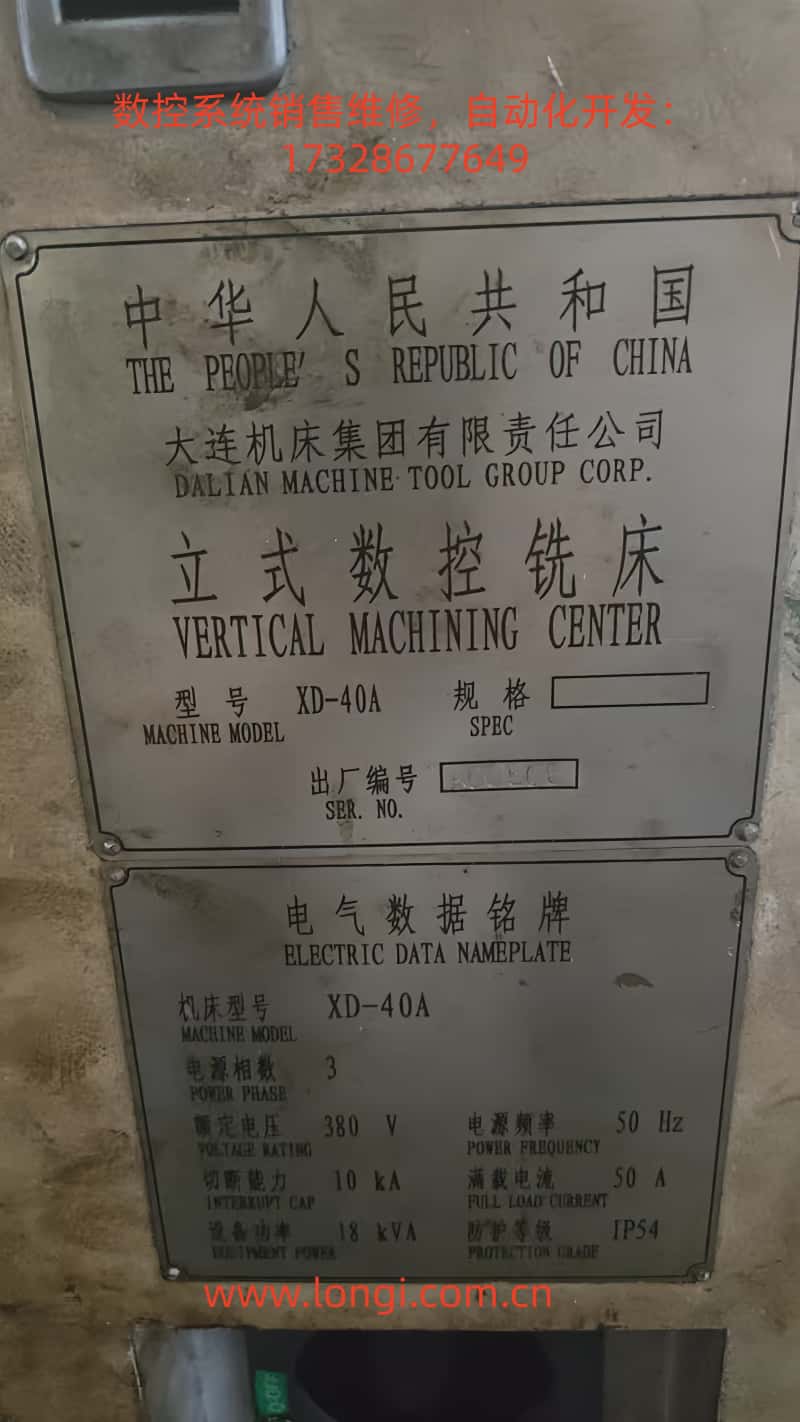 数控系统销售维修，自动化开发：
17328677649
中华人民共和国
THE PEOPLE'S REPUBLIC OF CHINA
大连机床集团有限责任公司
DALIAN MACHINE TOOL GROUP CORP.
立式数控铣床
VERTICAL MACHINING CENTER
型号 XD-40A 规格
MACHINE MODEL SPEC
出厂编号
SER. NO.
电气数据铭牌
ELECTRIC DATA NAMEPLATE
机床型号 XD-40A
MACHINE MODEL
电源相数 3
POWER PHASE
额定电压 380 V 电源频率 50 Hz
VOLTAGE RATING POWER FREQUENCY
切断能力 10 kA 满载电流 50 A
INTERRUPT CAP FULL LOAD CURRENT
设备功率 18 kVA 防护等级 IP54
EQUIPMENT POWER PROTECTION GRADE
www.longi.com.cn